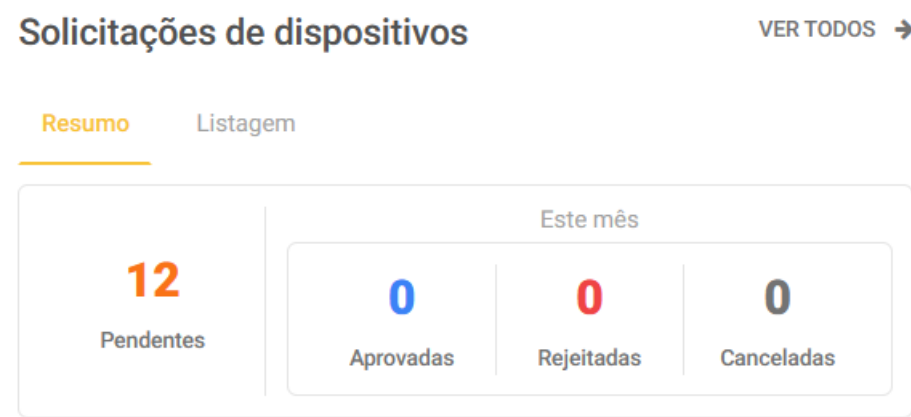 Solicitações de dispositivos
VER TODOS →
Resumo
Listagem
Este mês
12
Pendentes
0
Aprovadas
0
Rejeitadas
0
Canceladas